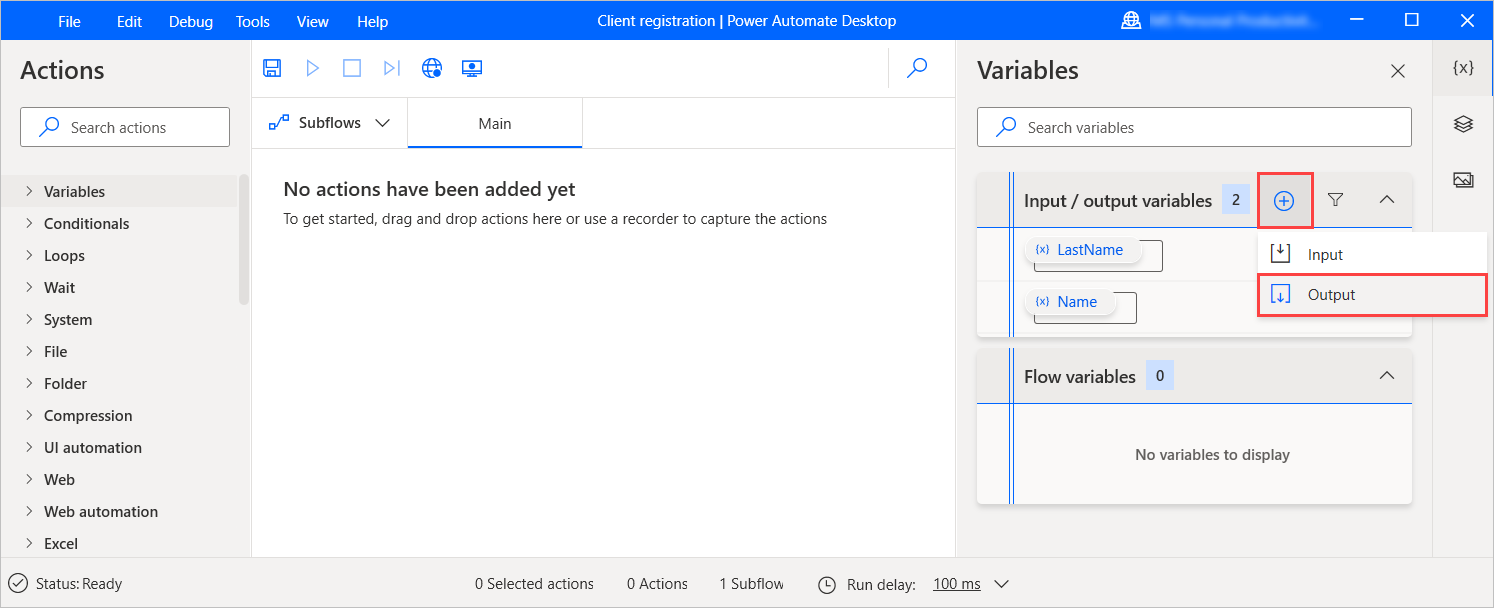 File Edit Debug Tools View Help Client registration | Power Automate Desktop
Actions
Search actions
Variables
Conditionals
Loops
Wait
System
File
Folder
Compression
UI automation
Web
Web automation
Excel
Subflows Main
No actions have been added yet
To get started, drag and drop actions here or use a recorder to capture the actions
Variables
{x}
Search variables
Input / output variables 2
{x} LastName
{x} Name
Input
Output
Flow variables 0
No variables to display
Status: Ready 0 Selected actions 0 Actions 1 Subflow Run delay: 100 ms